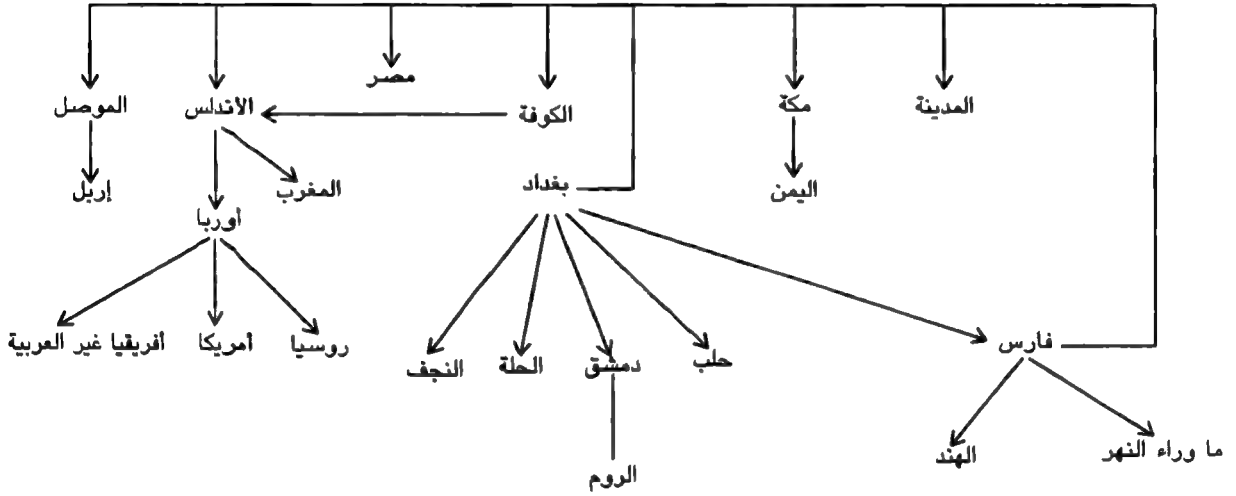 مصر
المدينة
مكة
الكوفة
الاندلس
الموصل
اليمن
بغداد
المغرب
إربل
أوربا
فارس
روسيا
أمريكا
أفريقيا غير العربية
حلب
دمشق
الحلة
النجف
ما وراء النهر
الهند
الروم